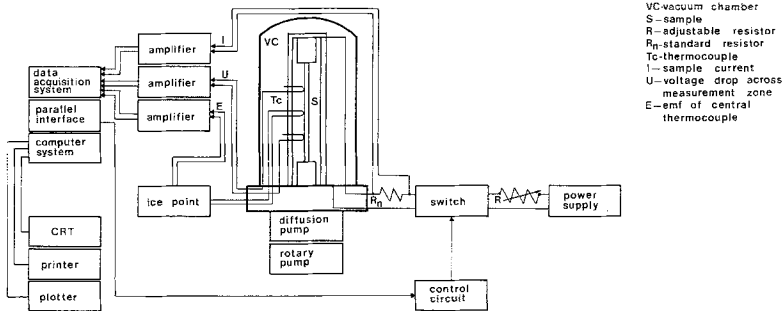 amplifier
I
VC
data
acquisition
system
amplifier
U
Tc
S
parallel
interface
amplifier
E
computer
system
ice point
Rn
switch
R
power
supply
diffusion
pump
rotary
pump
CRT
printer
plotter
control
circuit
VC-vacuum chamber
S-sample
R-adjustable resistor
Rn-standard resistor
Tc-thermocouple
I-sample current
U-voltage drop across
measurement zone
E-emf of central
thermocouple